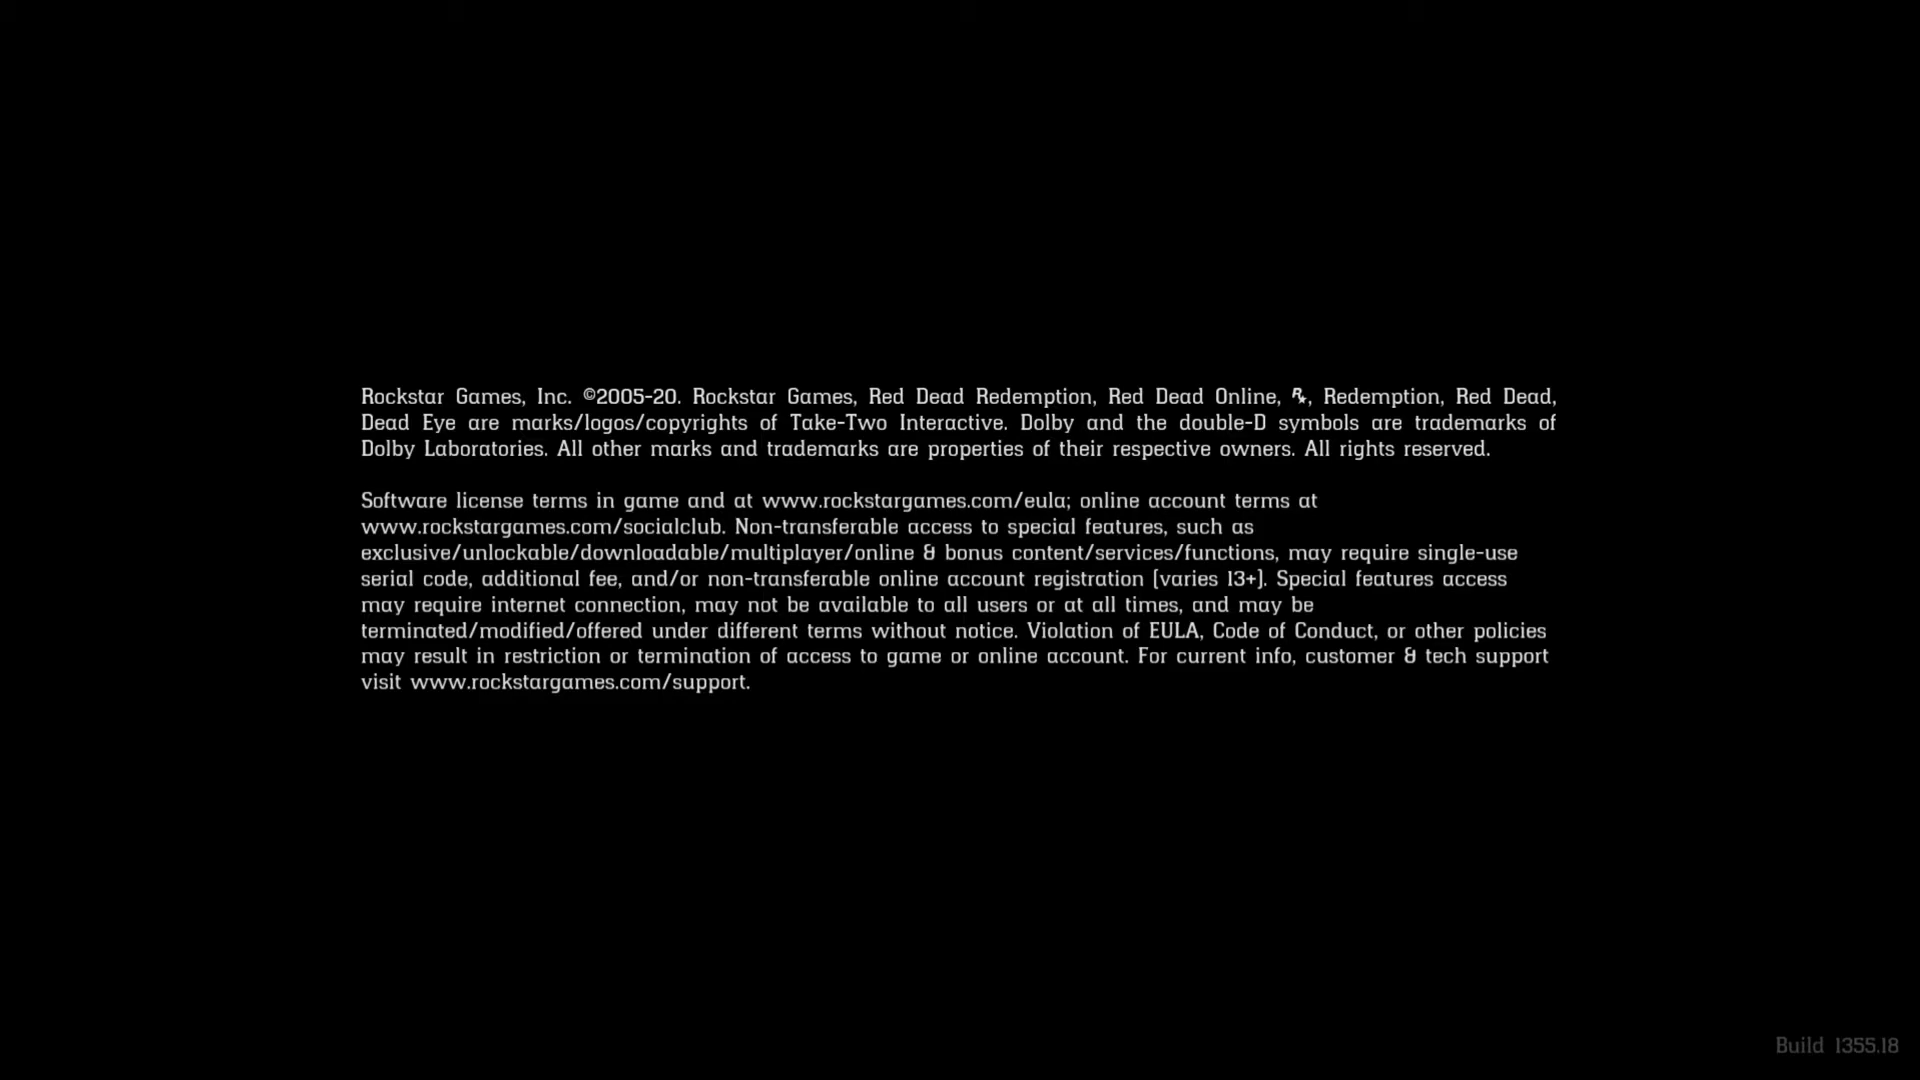 Rockstar Games, Inc. ©2005-20. Rockstar Games, Red Dead Redemption, Red Dead Online, R★, Redemption, Red Dead,
Dead Eye are marks/logos/copyrights of Take-Two Interactive. Dolby and the double-D symbols are trademarks of
Dolby Laboratories. All other marks and trademarks are properties of their respective owners. All rights reserved.
Software license terms in game and at www.rockstargames.com/eula; online account terms at
www.rockstargames.com/socialclub. Non-transferable access to special features, such as
exclusive/unlockable/downloadable/multiplayer/online & bonus content/services/functions, may require single-use
serial code, additional fee, and/or non-transferable online account registration (varies 13+). Special features access
may require internet connection, may not be available to all users or at all times, and may be
terminated/modified/offered under different terms without notice. Violation of EULA, Code of Conduct, or other policies
may result in restriction or termination of access to game or online account. For current info, customer & tech support
visit www.rockstargames.com/support.
Build 1355.18